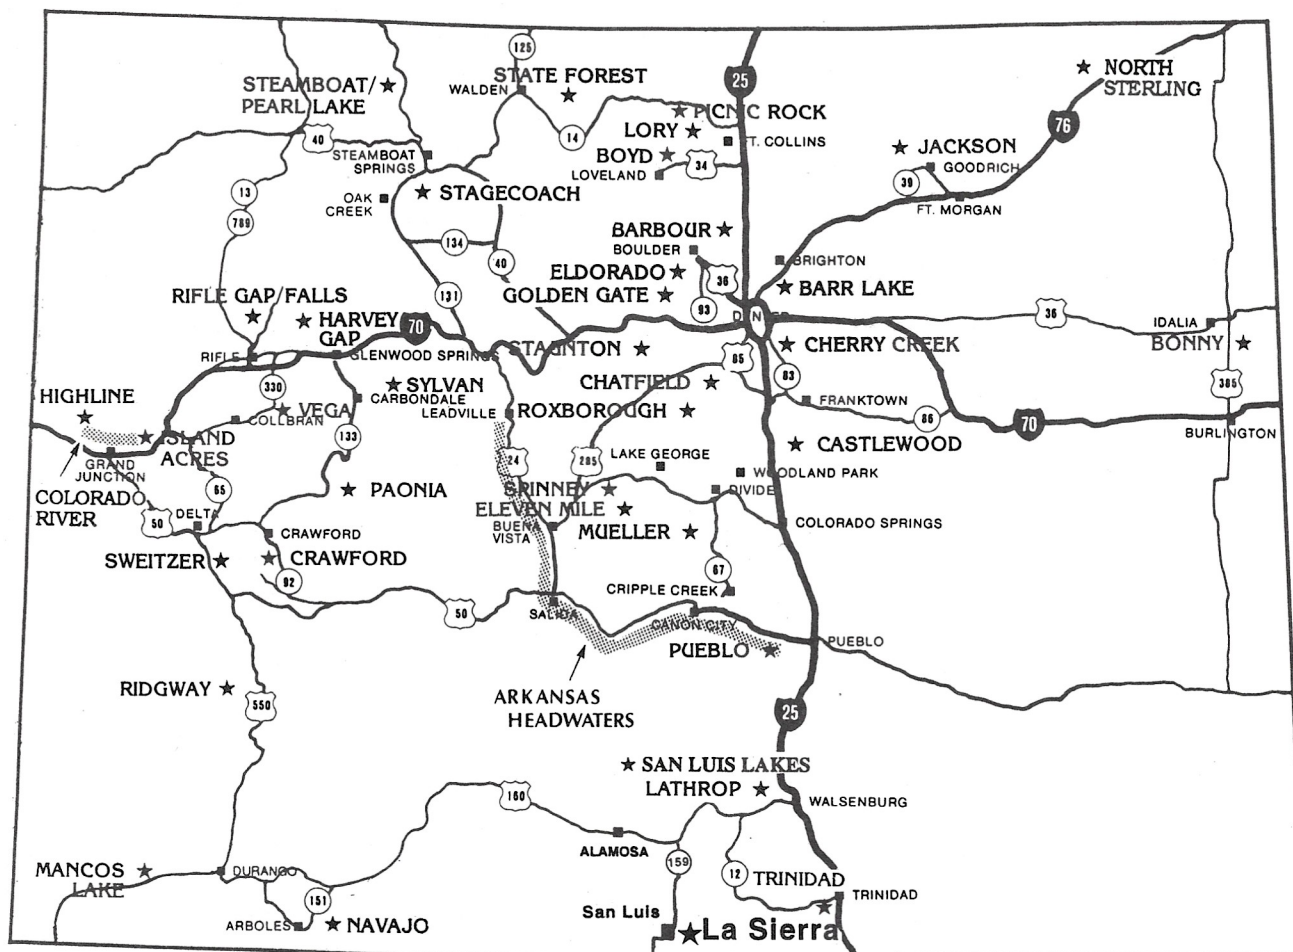 125
STEAMBOAT/
PEARL LAKE
STATE FOREST
WALDEN
25
NORTH
STERLING
PICNIC ROCK
76
40
14
LORY
FT. COLLINS
STEAMBOAT
SPRINGS
BOYD
34
LOVELAND
JACKSON
GOODRICH
39
FT. MORGAN
13
789
OAK
CREEK
STAGECOACH
134
40
BARBOUR
BOULDER
BRIGHTON
ELDORADO
36
GOLDEN GATE
93
BARR LAKE
RIFLE GAP/FALLS
131
HARVEY
GAP
70
DENVER
36
IDALIA
BONNY
RIFLE
GLENWOOD SPRINGS
STAUNTON
85
CHERRY CREEK
83
385
HIGHLINE
330
SYLVAN
CARBONDALE
CHATFIELD
FRANKTOWN
VEGA
COLLBRAN
LEADVILLE
ROXBOROUGH
86
70
BURLINGTON
ISLAND
ACRES
133
CASTLEWOOD
GRAND
JUNCTION
24
285
LAKE GEORGE
WOODLAND PARK
COLORADO
RIVER
65
PAONIA
SPINNEY
DIVIDE
ELEVEN MILE
50
DELTA
CRAWFORD
BUENA
VISTA
MUELLER
COLORADO SPRINGS
SWEITZER
CRAWFORD
92
67
CRIPPLE CREEK
50
SALIDA
CANON CITY
PUEBLO
PUEBLO
RIDGWAY
550
ARKANSAS
HEADWATERS
25
SAN LUIS LAKES
LATHROP
160
WALSENBURG
ALAMOSA
159
12
TRINIDAD
MANCOS
LAKE
DURANGO
151
TRINIDAD
ARBOLES
NAVAJO
San Luis
La Sierra